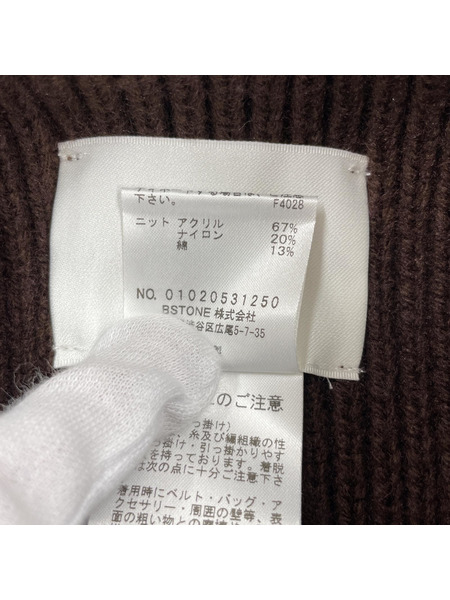 下さい。
F4028
ニット アクリル 67%
ナイロン 20%
綿 13%
NO. 01020531250
BSTONE 株式会社
渋谷区広尾5-7-35
のご注意
っ掛け)
糸及び編組織の性
掛け・引っ掛かりやす
を持っております。着脱
は次の点に十分ご注意下さ
着用時にベルト・バッグ・ア
クセサリー・周囲の壁等、表
面の粗い物との